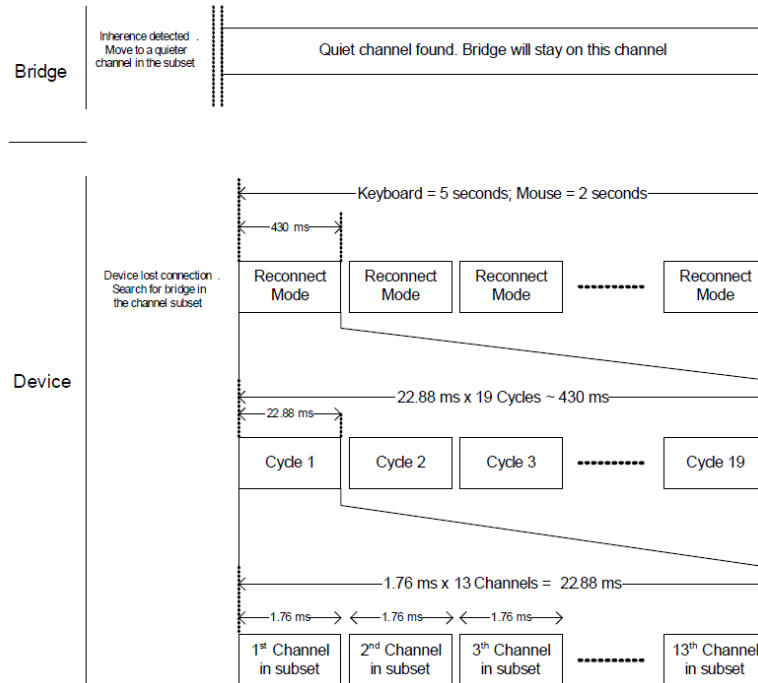 Inherence detected .
Move to a quieter
channel in the subset
Quiet channel found. Bridge will stay on this channel
Bridge
Keyboard = 5 seconds; Mouse = 2 seconds
430 ms
Device lost connection .
Search for bridge in
the channel subset
Reconnect
Mode
Reconnect
Mode
Reconnect
Mode
Reconnect
Mode
Device
22.88 ms x 19 Cycles ~ 430 ms
22.88 ms
Cycle 1
Cycle 2
Cycle 3
Cycle 19
1.76 ms x 13 Channels = 22.88 ms
1.76 ms
1.76 ms
1.76 ms
1st Channel
in subset
2nd Channel
in subset
3th Channel
in subset
13th Channel
in subset